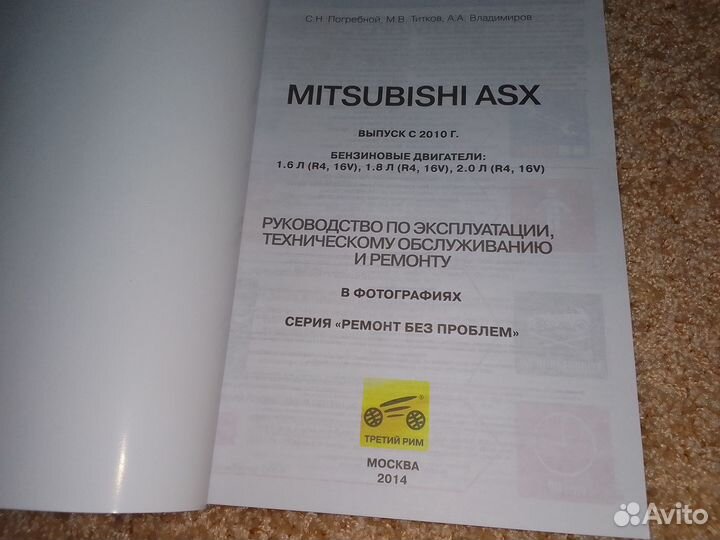 С.Н. Погребной, М.В. Титков, А.А. Владимиров
MITSUBISHI ASX
ВЫПУСК С 2010 Г.
БЕНЗИНОВЫЕ ДВИГАТЕЛИ:
1.6 Л (R4, 16V), 1.8 Л (R4, 16V), 2.0 Л (R4, 16V)
РУКОВОДСТВО ПО ЭКСПЛУАТАЦИИ,
ТЕХНИЧЕСКОМУ ОБСЛУЖИВАНИЮ
И РЕМОНТУ
В ФОТОГРАФИЯХ
СЕРИЯ «РЕМОНТ БЕЗ ПРОБЛЕМ»
®
ТРЕТИЙ РИМ
МОСКВА
2014
Avito